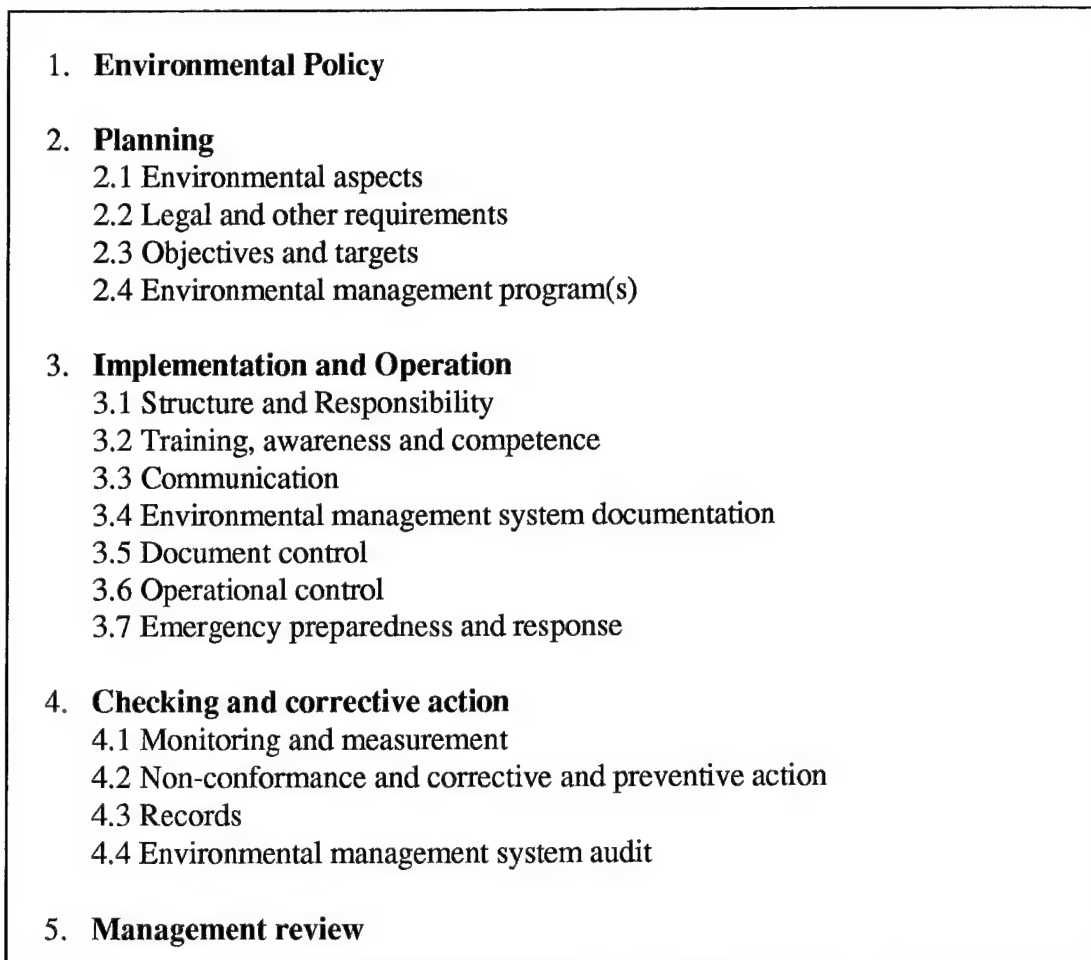 1. Environmental Policy
2. Planning
2.1 Environmental aspects
2.2 Legal and other requirements
2.3 Objectives and targets
2.4 Environmental management program(s)
3. Implementation and Operation
3.1 Structure and Responsibility
3.2 Training, awareness and competence
3.3 Communication
3.4 Environmental management system documentation
3.5 Document control
3.6 Operational control
3.7 Emergency preparedness and response
4. Checking and corrective action
4.1 Monitoring and measurement
4.2 Non-conformance and corrective and preventive action
4.3 Records
4.4 Environmental management system audit
5. Management review